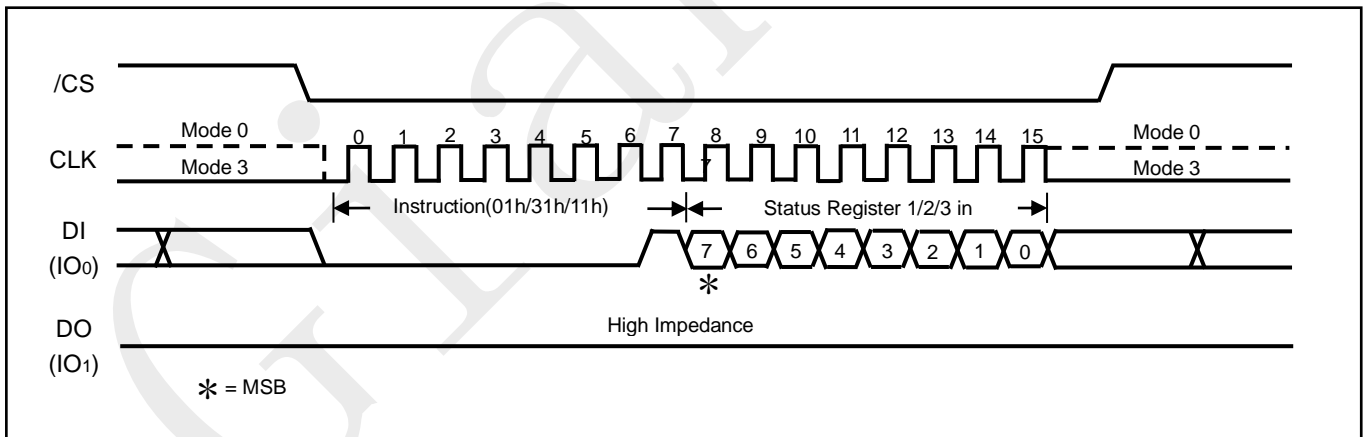 /CS
Mode 0
0 1 2 3 4 5 6 7 8 9 10 11 12 13 14 15
Mode 0
CLK
7
Mode 3
Mode 3
Instruction(01h/31h/11h)
Status Register 1/2/3 in
DI
(IO0)
7 6 5 4 3 2 1 0
*
DO
(IO1)
High Impedance
* = MSB